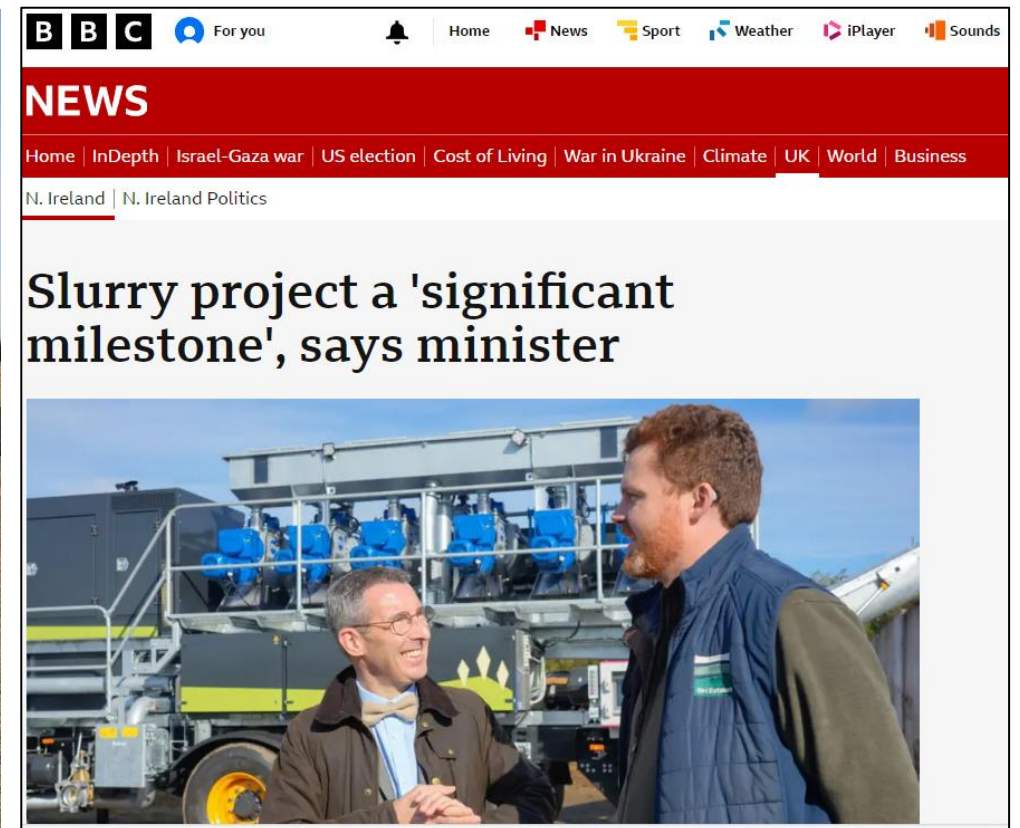 BBC For you Home News Sport Weather iPlayer Sounds
NEWS
Home | InDepth | Israel-Gaza war | US election | Cost of Living | War in Ukraine | Climate | UK | World | Business
N. Ireland | N. Ireland Politics
Slurry project a 'significant
milestone', says minister